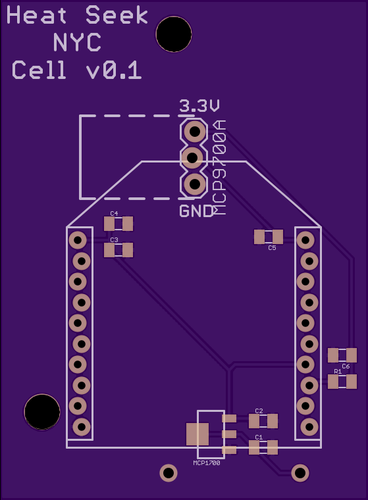 Heat Seek
NYC
Cell v0.1
3.3V
MCP9700A
GND
C4
C3
C5
C6
R1
C2
C1
MCP1700